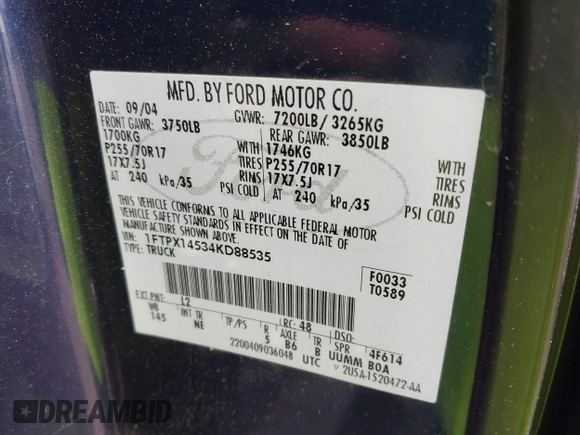 MFD. BY FORD MOTOR CO.
DATE: 09/04 GVWR: 7200LB/ 3265KG
FRONT GAWR: 3750LB REAR GAWR: 3850LB
1700KG 1746KG WITH
P255/70R17 WITH P255/70R17 TIRES
17X7.5J TIRES 17X7.5J RIMS
RIMS
AT 240 kPa/35 PSI COLD AT 240 kPa/35 PSI COLD
THIS VEHICLE CONFORMS TO ALL APPLICABLE FEDERAL MOTOR
VEHICLE SAFETY STANDARDS IN EFFECT ON THE DATE OF
MANUFACTURE SHOWN ABOVE.
VIN: 1FTPX14534KD88535
TYPE: TRUCK
F0033
T0589
EXT PNT: L2 RC: 48 DSO:
WB INT TR TP/PS R AXLE TR SPR 4F614
145 NE 5 B6 B UUMM BOA
2200409036048 UTC
2USA-1520472-AA
Ford
DREAMBID